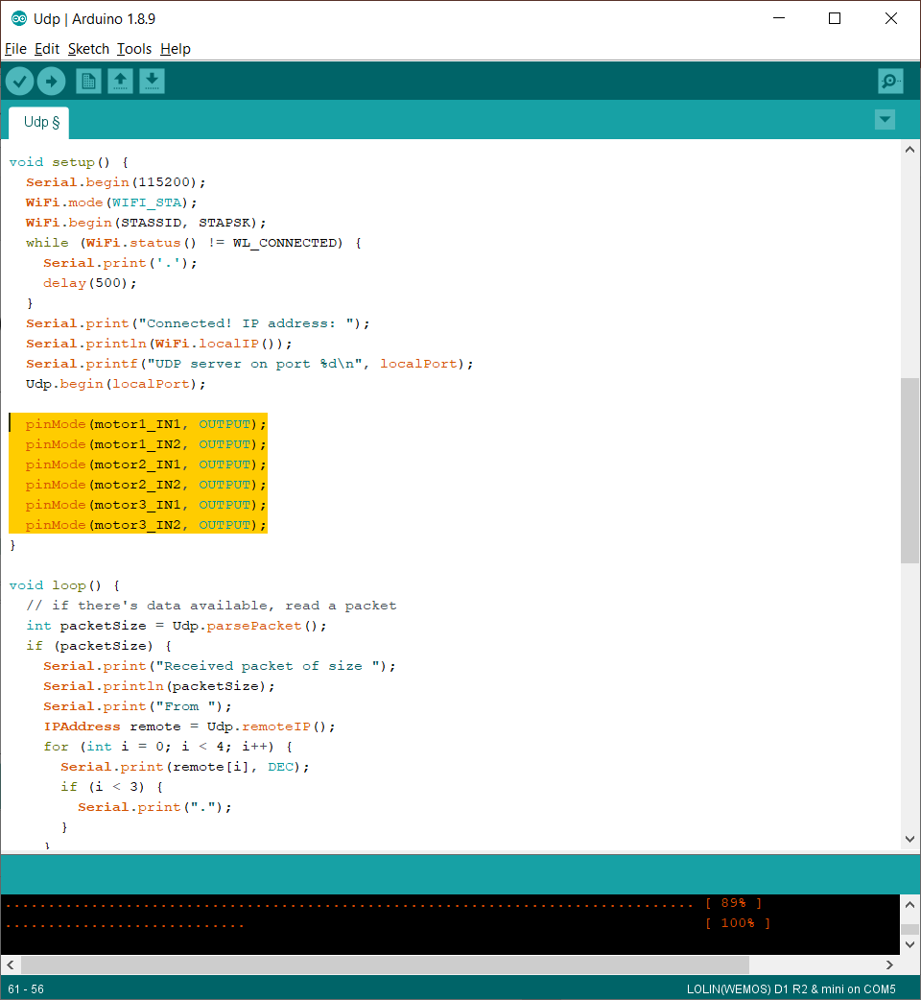 Udp | Arduino 1.8.9
File Edit Sketch Tools Help
Udp §
void setup() {
  Serial.begin(115200);
  WiFi.mode(WIFI_STA);
  WiFi.begin(STASSID, STAPSK);
  while (WiFi.status() != WL_CONNECTED) {
    Serial.print('.');
    delay(500);
  }
  Serial.print("Connected! IP address: ");
  Serial.println(WiFi.localIP());
  Serial.printf("UDP server on port %d\n", localPort);
  Udp.begin(localPort);
  pinMode(motor1_IN1, OUTPUT);
  pinMode(motor1_IN2, OUTPUT);
  pinMode(motor2_IN1, OUTPUT);
  pinMode(motor2_IN2, OUTPUT);
  pinMode(motor3_IN1, OUTPUT);
  pinMode(motor3_IN2, OUTPUT);
}
void loop() {
  // if there's data available, read a packet
  int packetSize = Udp.parsePacket();
  if (packetSize) {
    Serial.print("Received packet of size ");
    Serial.println(packetSize);
    Serial.print("From ");
    IPAddress remote = Udp.remoteIP();
    for (int i = 0; i < 4; i++) {
      Serial.print(remote[i], DEC);
      if (i < 3) {
        Serial.print(".");
      }
    }
................................................................................ [ 89% ]
............................ [ 100% ]
61 - 56
LOLIN(WEMOS) D1 R2 & mini on COM5